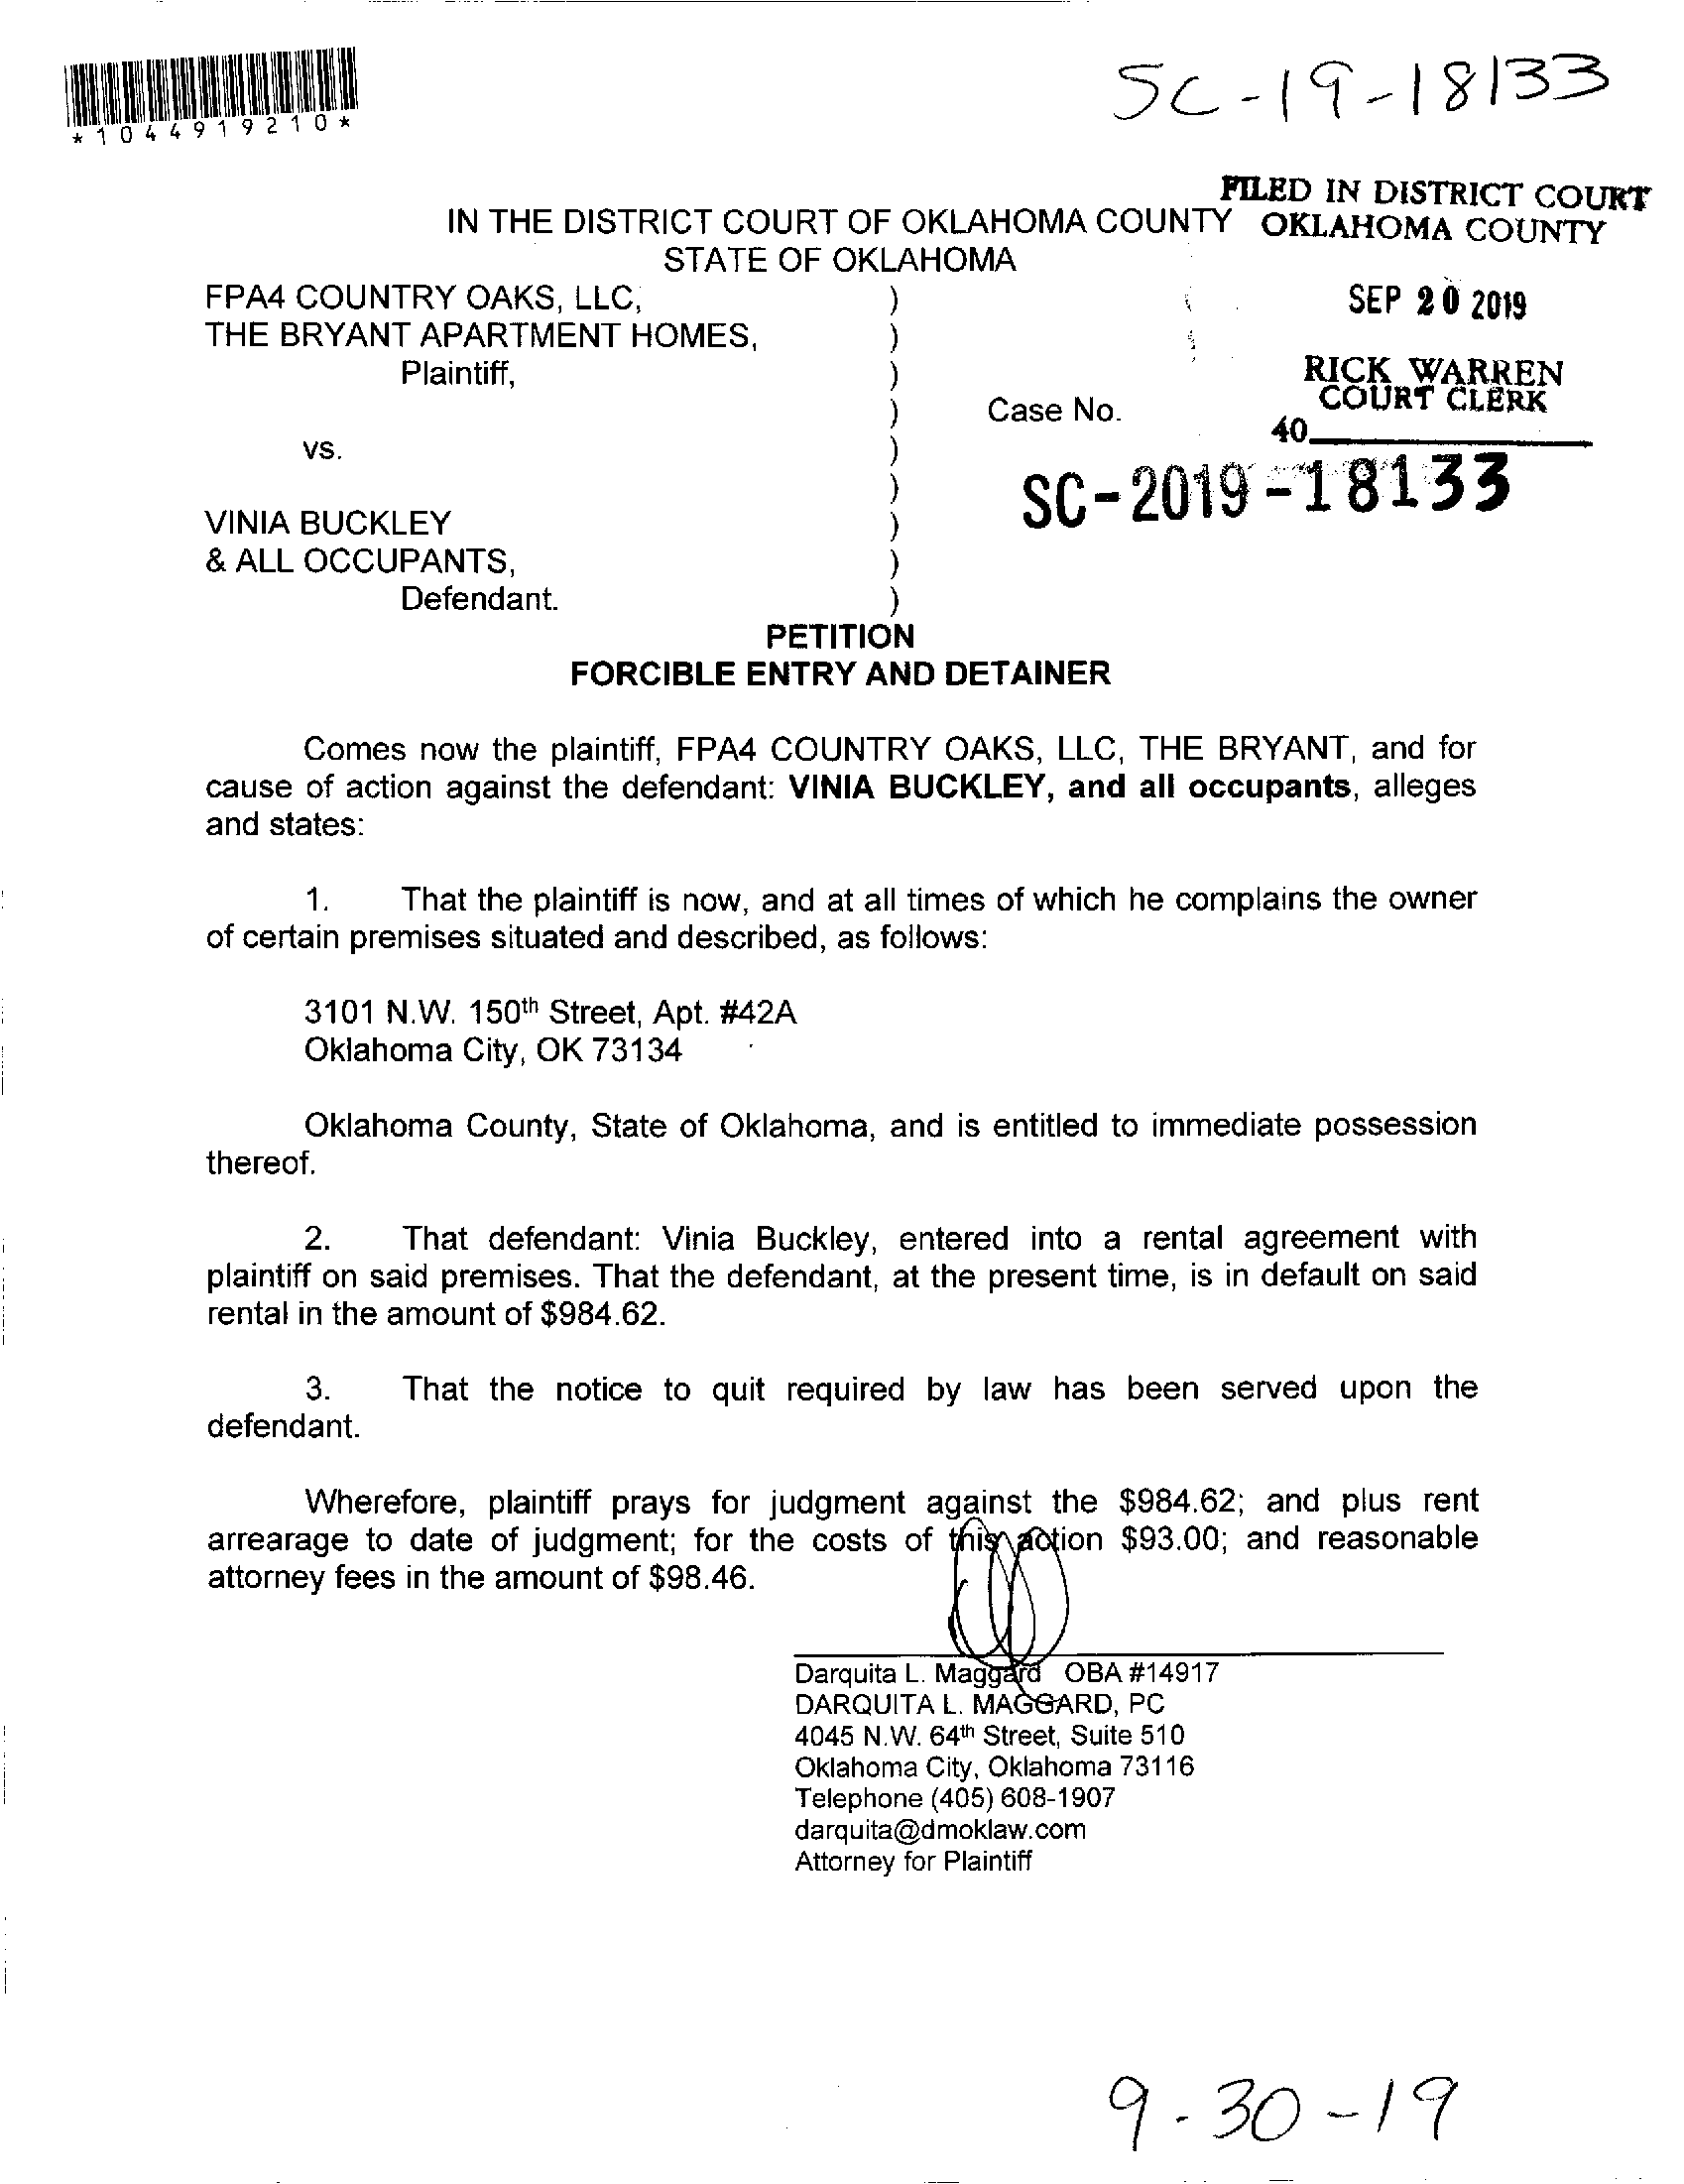 SC-19-18133
*1044919210*
FILED IN DISTRICT COURT
OKLAHOMA COUNTY
IN THE DISTRICT COURT OF OKLAHOMA COUNTY
STATE OF OKLAHOMA
SEP 20 2019
RICK WARREN
COURT CLERK
40
FPA4 COUNTRY OAKS, LLC, )
THE BRYANT APARTMENT HOMES, )
Plaintiff, )
) Case No.
vs. )
) SC-2019-18133
VINIA BUCKLEY )
& ALL OCCUPANTS, )
Defendant. )
PETITION
FORCIBLE ENTRY AND DETAINER
Comes now the plaintiff, FPA4 COUNTRY OAKS, LLC, THE BRYANT, and for
cause of action against the defendant: VINIA BUCKLEY, and all occupants, alleges
and states:
1. That the plaintiff is now, and at all times of which he complains the owner
of certain premises situated and described, as follows:
3101 N.W. 150th Street, Apt. #42A
Oklahoma City, OK 73134
Oklahoma County, State of Oklahoma, and is entitled to immediate possession
thereof.
2. That defendant: Vinia Buckley, entered into a rental agreement with
plaintiff on said premises. That the defendant, at the present time, is in default on said
rental in the amount of $984.62.
3. That the notice to quit required by law has been served upon the
defendant.
Wherefore, plaintiff prays for judgment against the $984.62; and plus rent
arrearage to date of judgment; for the costs of this action $93.00; and reasonable
attorney fees in the amount of $98.46.
Darquita L. Maggard OBA #14917
DARQUITA L. MAGGARD, PC
4045 N.W. 64th Street, Suite 510
Oklahoma City, Oklahoma 73116
Telephone (405) 608-1907
darquita@dmoklaw.com
Attorney for Plaintiff
9-30-19